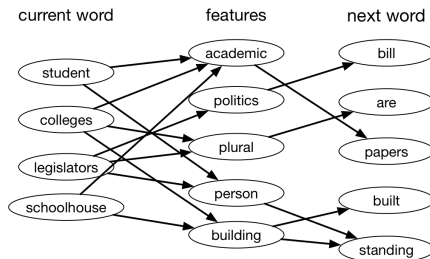 current word features next word
student
colleges
legislators
schoolhouse
academic
politics
plural
person
building
bill
are
papers
built
standing